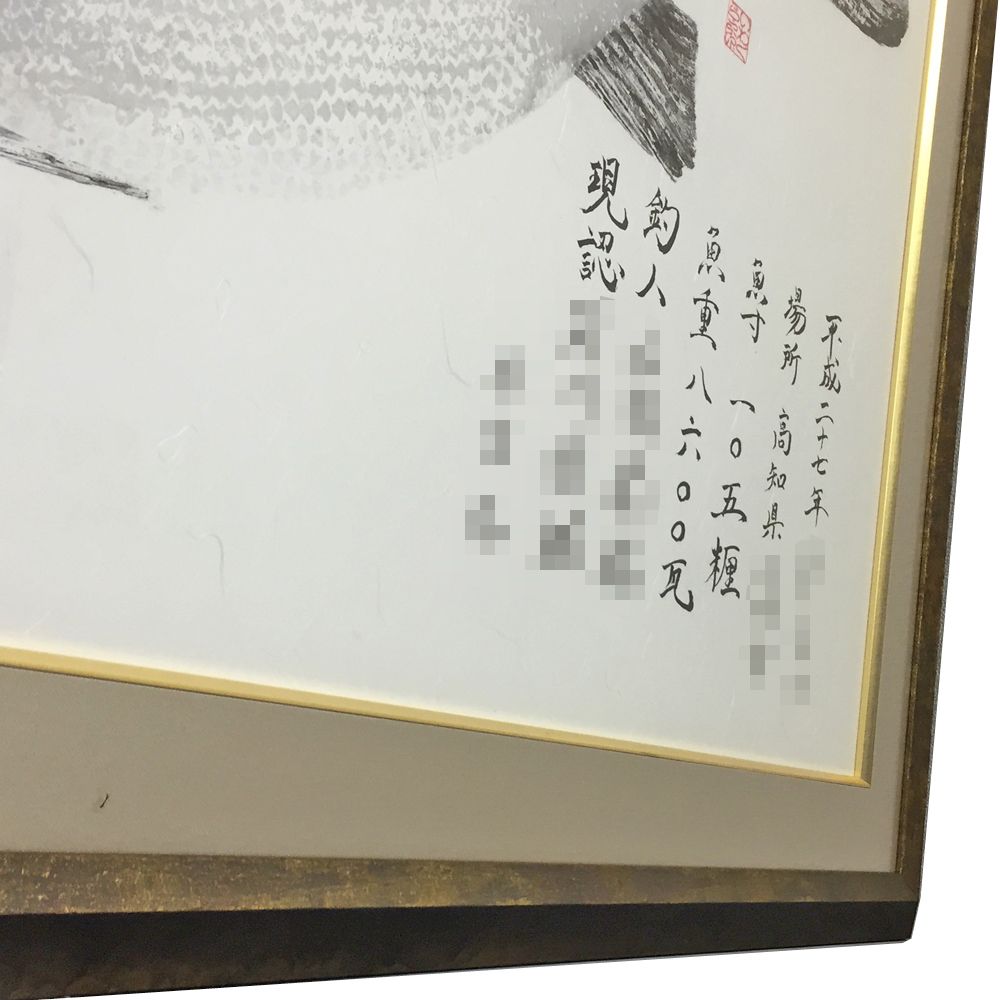 平成二十七年
場所 高知県
魚寸 一〇五糎
魚重 八六〇〇瓦
釣人
現認